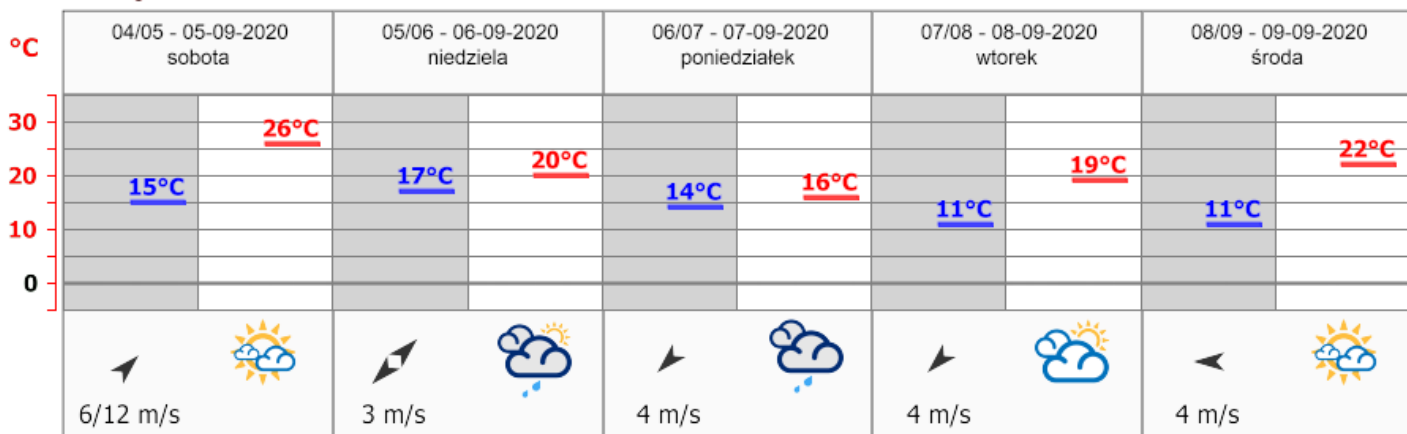 °C
04/05 - 05-09-2020
sobota
05/06 - 06-09-2020
niedziela
06/07 - 07-09-2020
poniedziałek
07/08 - 08-09-2020
wtorek
08/09 - 09-09-2020
środa
30
20
10
0
15°C
26°C
17°C
20°C
14°C
16°C
11°C
19°C
11°C
22°C
6/12 m/s
3 m/s
4 m/s
4 m/s
4 m/s